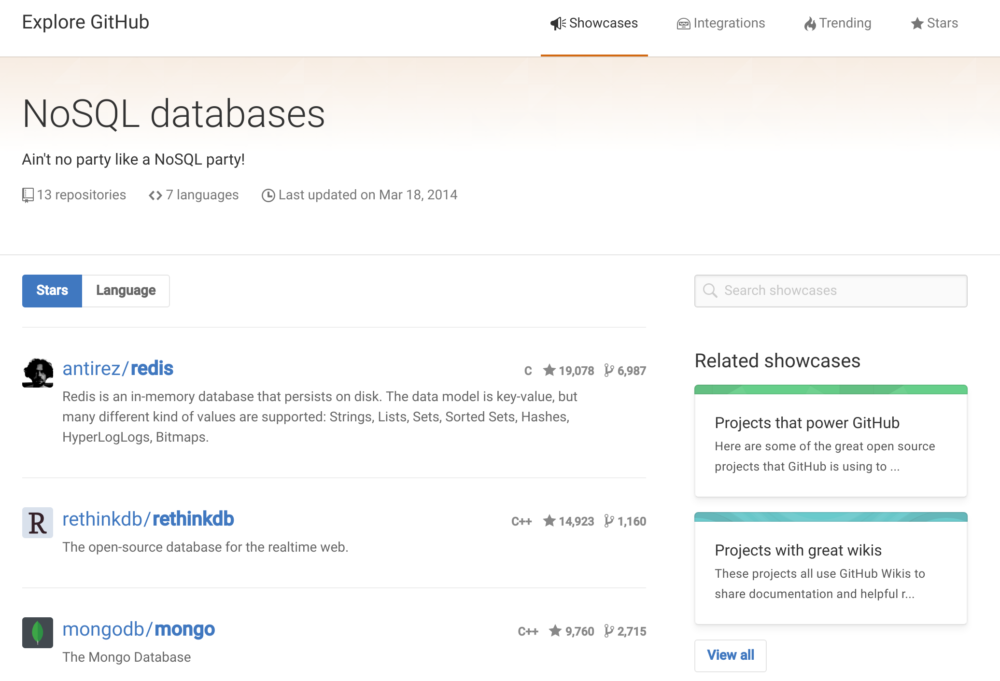 Explore GitHub
Showcases
Integrations
Trending
Stars
NoSQL databases
Ain't no party like a NoSQL party!
13 repositories
7 languages
Last updated on Mar 18, 2014
Stars
Language
Search showcases
antirez/redis
C 19,078 6,987
Redis is an in-memory database that persists on disk. The data model is key-value, but
many different kind of values are supported: Strings, Lists, Sets, Sorted Sets, Hashes,
HyperLogLogs, Bitmaps.
R
rethinkdb/rethinkdb
C++ 14,923 1,160
The open-source database for the realtime web.
mongodb/mongo
C++ 9,760 2,715
The Mongo Database
Related showcases
Projects that power GitHub
Here are some of the great open source
projects that GitHub is using to ...
Projects with great wikis
These projects all use GitHub Wikis to
share documentation and helpful r...
View all